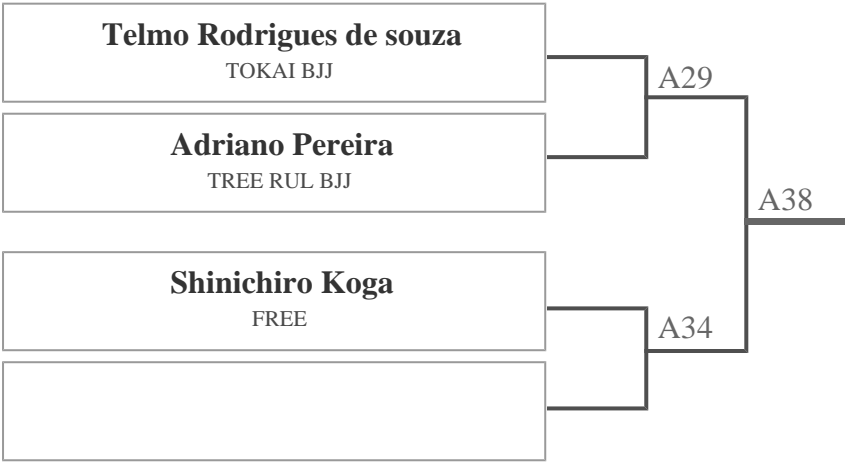 Telmo Rodrigues de souza
TOKAI BJJ
A29
Adriano Pereira
TREE RUL BJJ
A38
Shinichiro Koga
FREE
A34